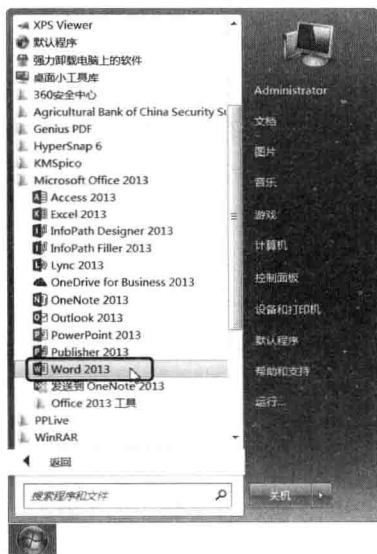 XPS Viewer
默认程序
强力卸载电脑上的软件
桌面小工具库
360安全中心
Agricultural Bank of China Security S
Genius PDF
HyperSnap 6
KMSpico
Microsoft Office 2013
Access 2013
Excel 2013
InfoPath Designer 2013
InfoPath Filler 2013
Lync 2013
OneDrive for Business 2013
OneNote 2013
Outlook 2013
PowerPoint 2013
Publisher 2013
Word 2013
发送到 OneNote 2013
Office 2013 工具
PPLive
WinRAR
返回
搜索程序和文件
Administrator
文档
图片
音乐
游戏
计算机
控制面板
设备和打印机
默认程序
帮助和支持
运行...
关机